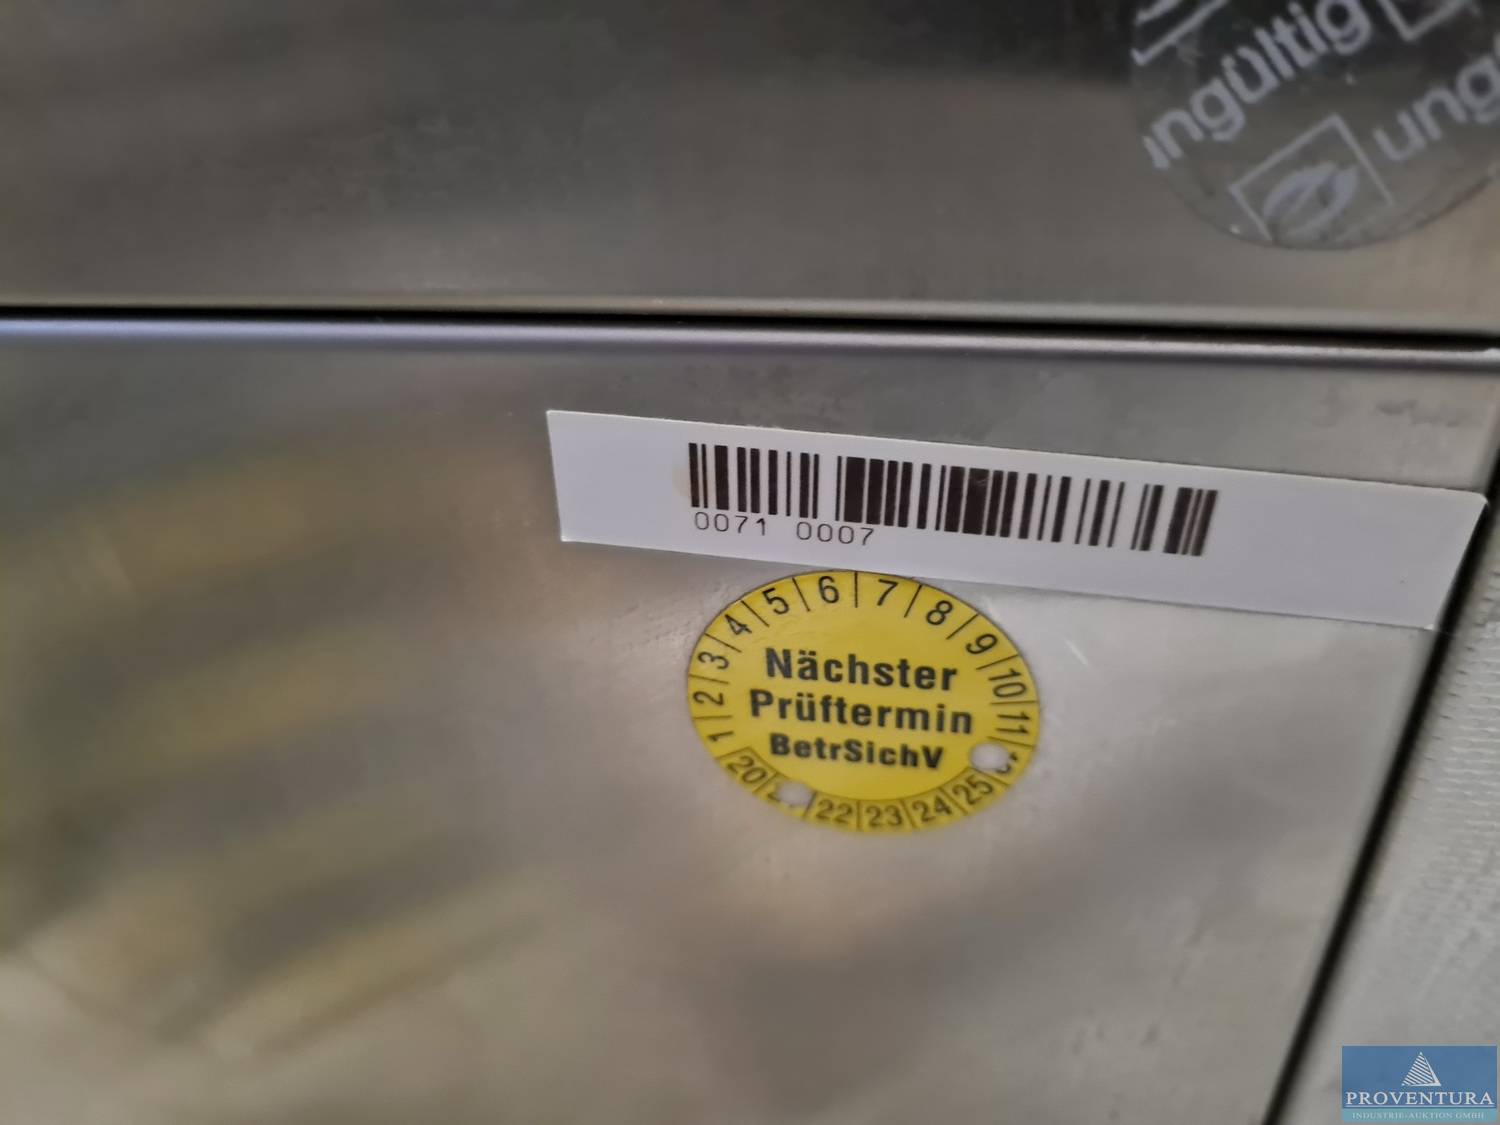 ungültig
0071 0007
1 2 3 4 5 6 7 8 9 10 11
Nächster
Prüftermin
BetrSichV
20 22 23 24 25
PROVENTURA
INDUSTRIE-AUKTION GMBH